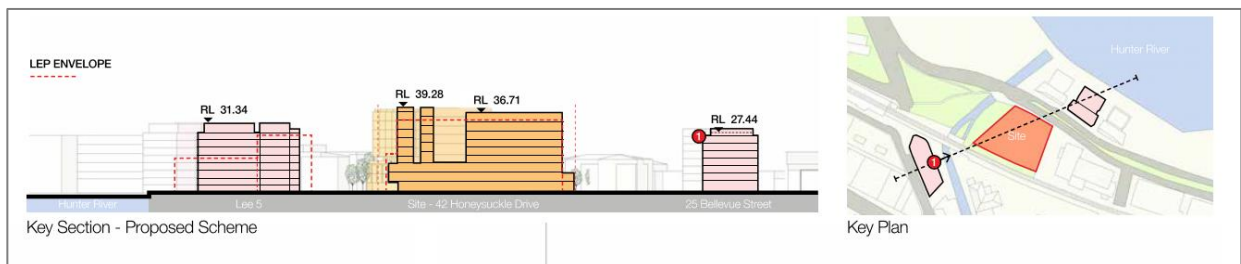 LEP ENVELOPE
RL 31.34
RL 39.28
RL 36.71
1
RL 27.44
Hunter River
Lee 5
Site - 42 Honeysuckle Drive
25 Bellevue Street
Key Section - Proposed Scheme
Hunter River
Site
1
Key Plan